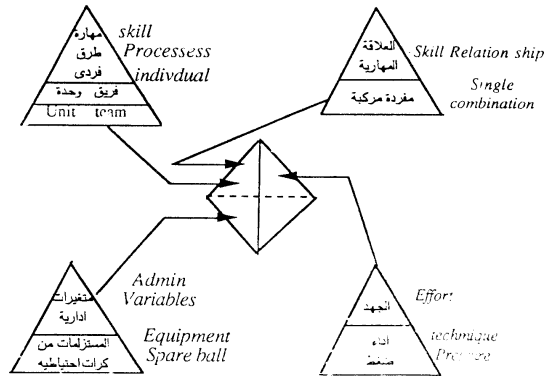 مهارة
طرق
فردى
فريق وحدة
Unit team
skill
Processess
indivdual
العلاقة
المهارية
مفردة مركبة
Skill Relation ship
Single
combination
متغيرات
ادارية
المستلزمات من
كرات احتياطيه
Admin
Variables
Equipment
Spare ball
الجهد
أداء
ضغط
Effort
technique
Pressure